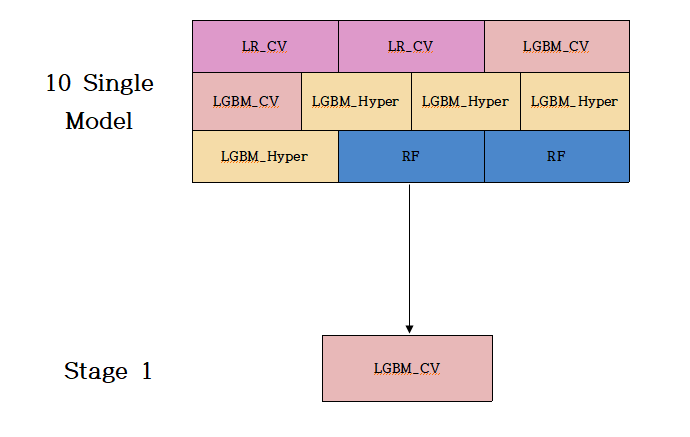 LR_CV LR_CV LGBM_CV
10 Single
Model
LGBM_CV LGBM_Hyper LGBM_Hyper LGBM_Hyper
LGBM_Hyper RF RF
Stage 1
LGBM_CV